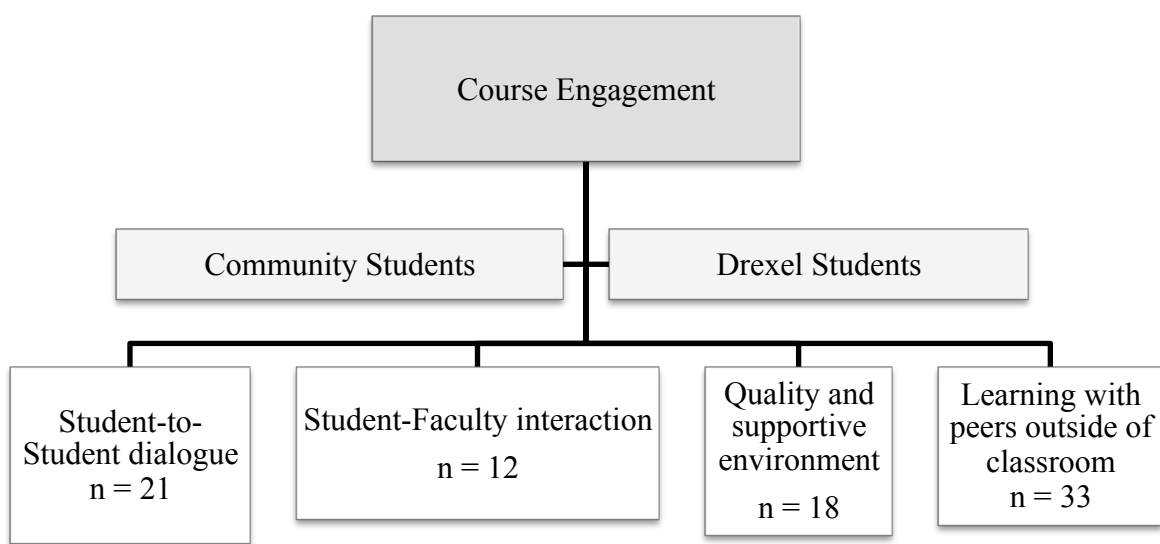 Course Engagement
Community Students
Drexel Students
Student-to-
Student dialogue
n = 21
Student-Faculty interaction
n = 12
Quality and
supportive
environment
n = 18
Learning with
peers outside of
classroom
n = 33